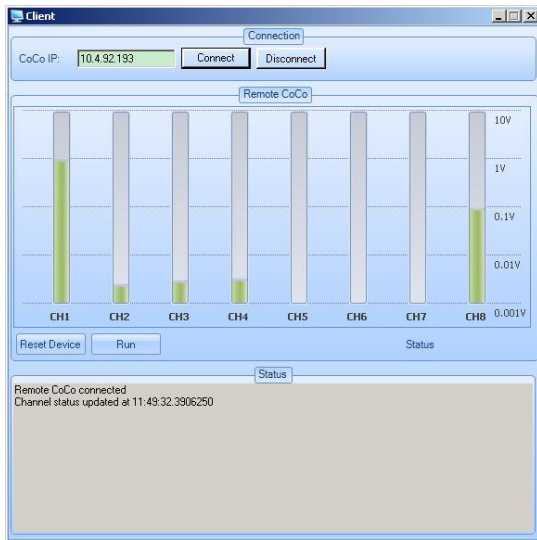 Client
Connection
CoCo IP: 10.4.92.193 Connect Disconnect
Remote CoCo
10V
1V
0.1V
0.01V
0.001V
CH1 CH2 CH3 CH4 CH5 CH6 CH7 CH8
Reset Device Run Status
Status
Remote CoCo connected
Channel status updated at 11:49:32.3906250